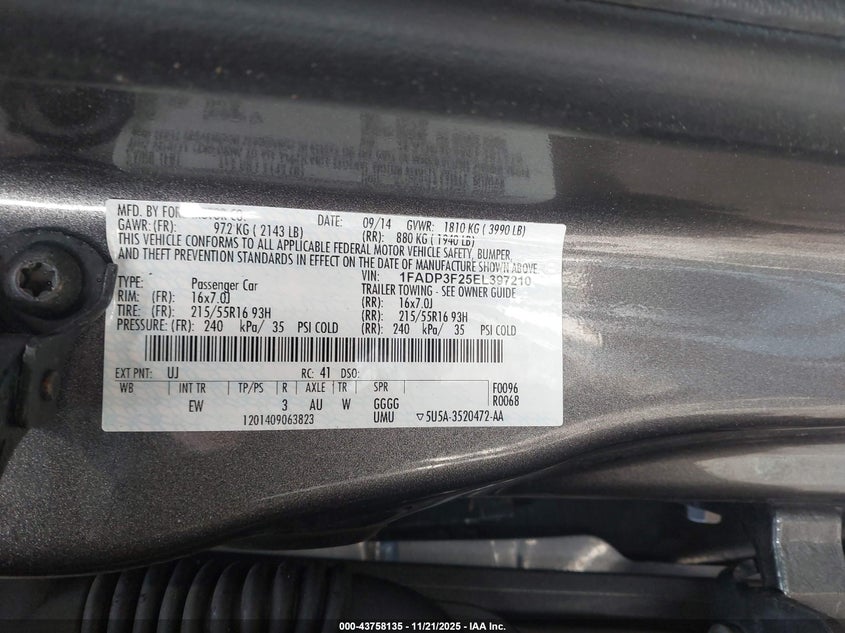 MFD. BY FOR MOTOR CO.
DATE: 09/14 GVWR: 1810 KG ( 3990 LB)
GAWR: (FR): 972 KG ( 2143 LB) (RR): 880 KG ( 1940 LB)
THIS VEHICLE CONFORMS TO ALL APPLICABLE FEDERAL MOTOR VEHICLE SAFETY, BUMPER,
AND THEFT PREVENTION STANDARDS IN EFFECT ON THE DATE OF MANUFACTURE SHOWN ABOVE
VIN: 1FADP3F25EL397210
TYPE: Passenger Car TRAILER TOWING - SEE OWNER GUIDE
RIM: (FR): 16x7.0J (RR): 16x7.0J
TIRE: (FR): 215/55R16 93H (RR): 215/55R16 93H
PRESSURE: (FR): 240 kPa/ 35 PSI COLD (RR): 240 kPa/ 35 PSI COLD
EXT PNT: UJ RC: 41 DSO:
WB INT TR TP/PS R AXLE TR SPR F0096
EW 3 AU W GGGG R0068
1201409063823 UMU ▽5U5A-3520472-AA
000-43758135 - 11/21/2025 - IAA Inc.